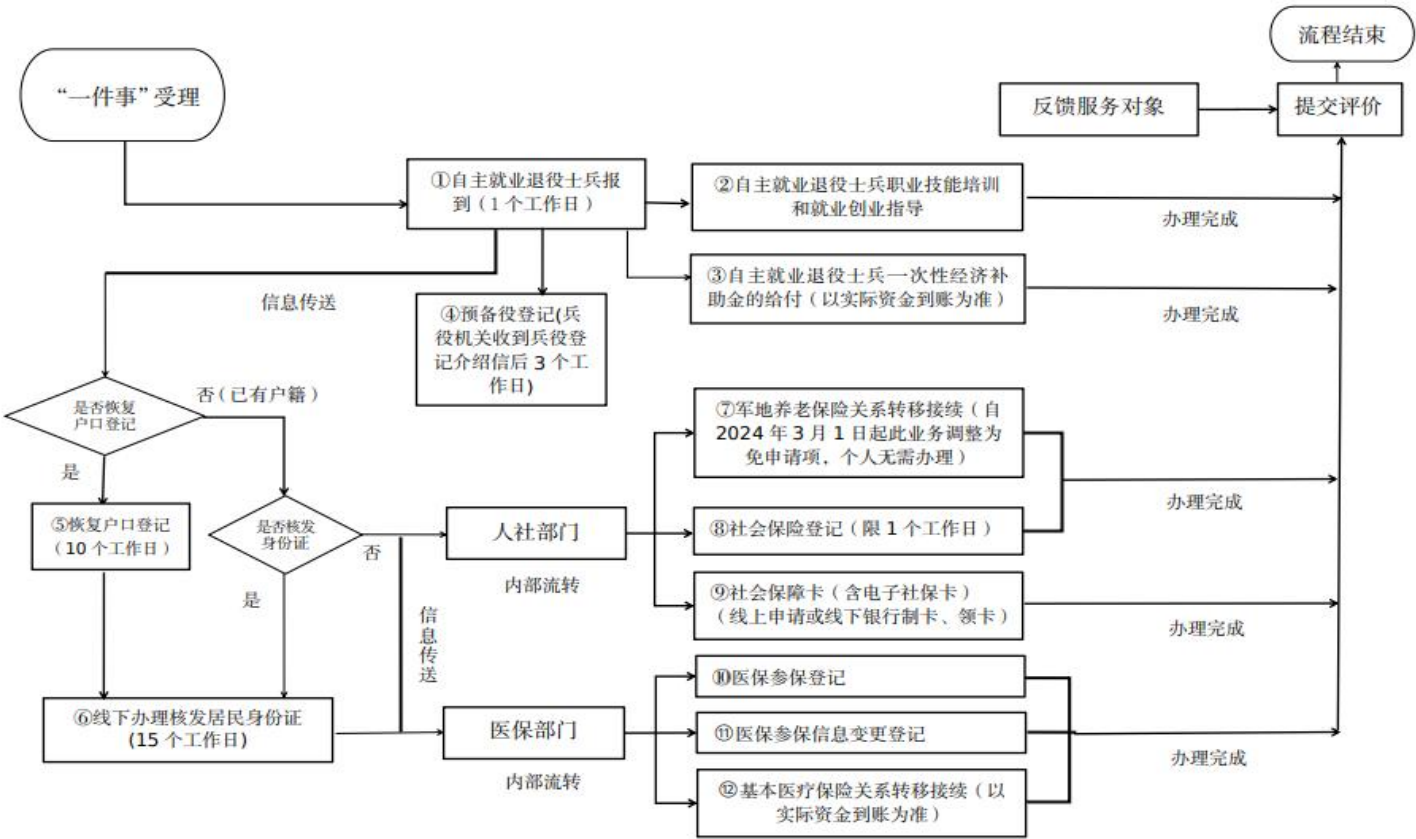 流程结束
“一件事”受理
反馈服务对象
提交评价
①自主就业退役士兵报
到（1个工作日）
②自主就业退役士兵职业技能培训
和就业创业指导
办理完成
③自主就业退役士兵一次性经济补
助金的给付（以实际资金到账为准）
办理完成
信息传送
④预备役登记(兵
役机关收到兵役登
记介绍信后 3 个工
作日)
是否恢复
户口登记
否（已有户籍）
是
⑦军地养老保险关系转移接续（自
2024 年 3 月 1 日起此业务调整为
免申请项，个人无需办理）
办理完成
⑤恢复户口登记
（10 个工作日）
是否核发
身份证
否
是
人社部门
内部流转
⑧社会保险登记（限 1 个工作日）
⑨社会保障卡（含电子社保卡）
（线上申请或线下银行制卡、领卡）
办理完成
信
息
传
送
⑥线下办理核发居民身份证
(15 个工作日)
医保部门
内部流转
⑩医保参保登记
⑪医保参保信息变更登记
⑫基本医疗保险关系转移接续（以
实际资金到账为准）
办理完成